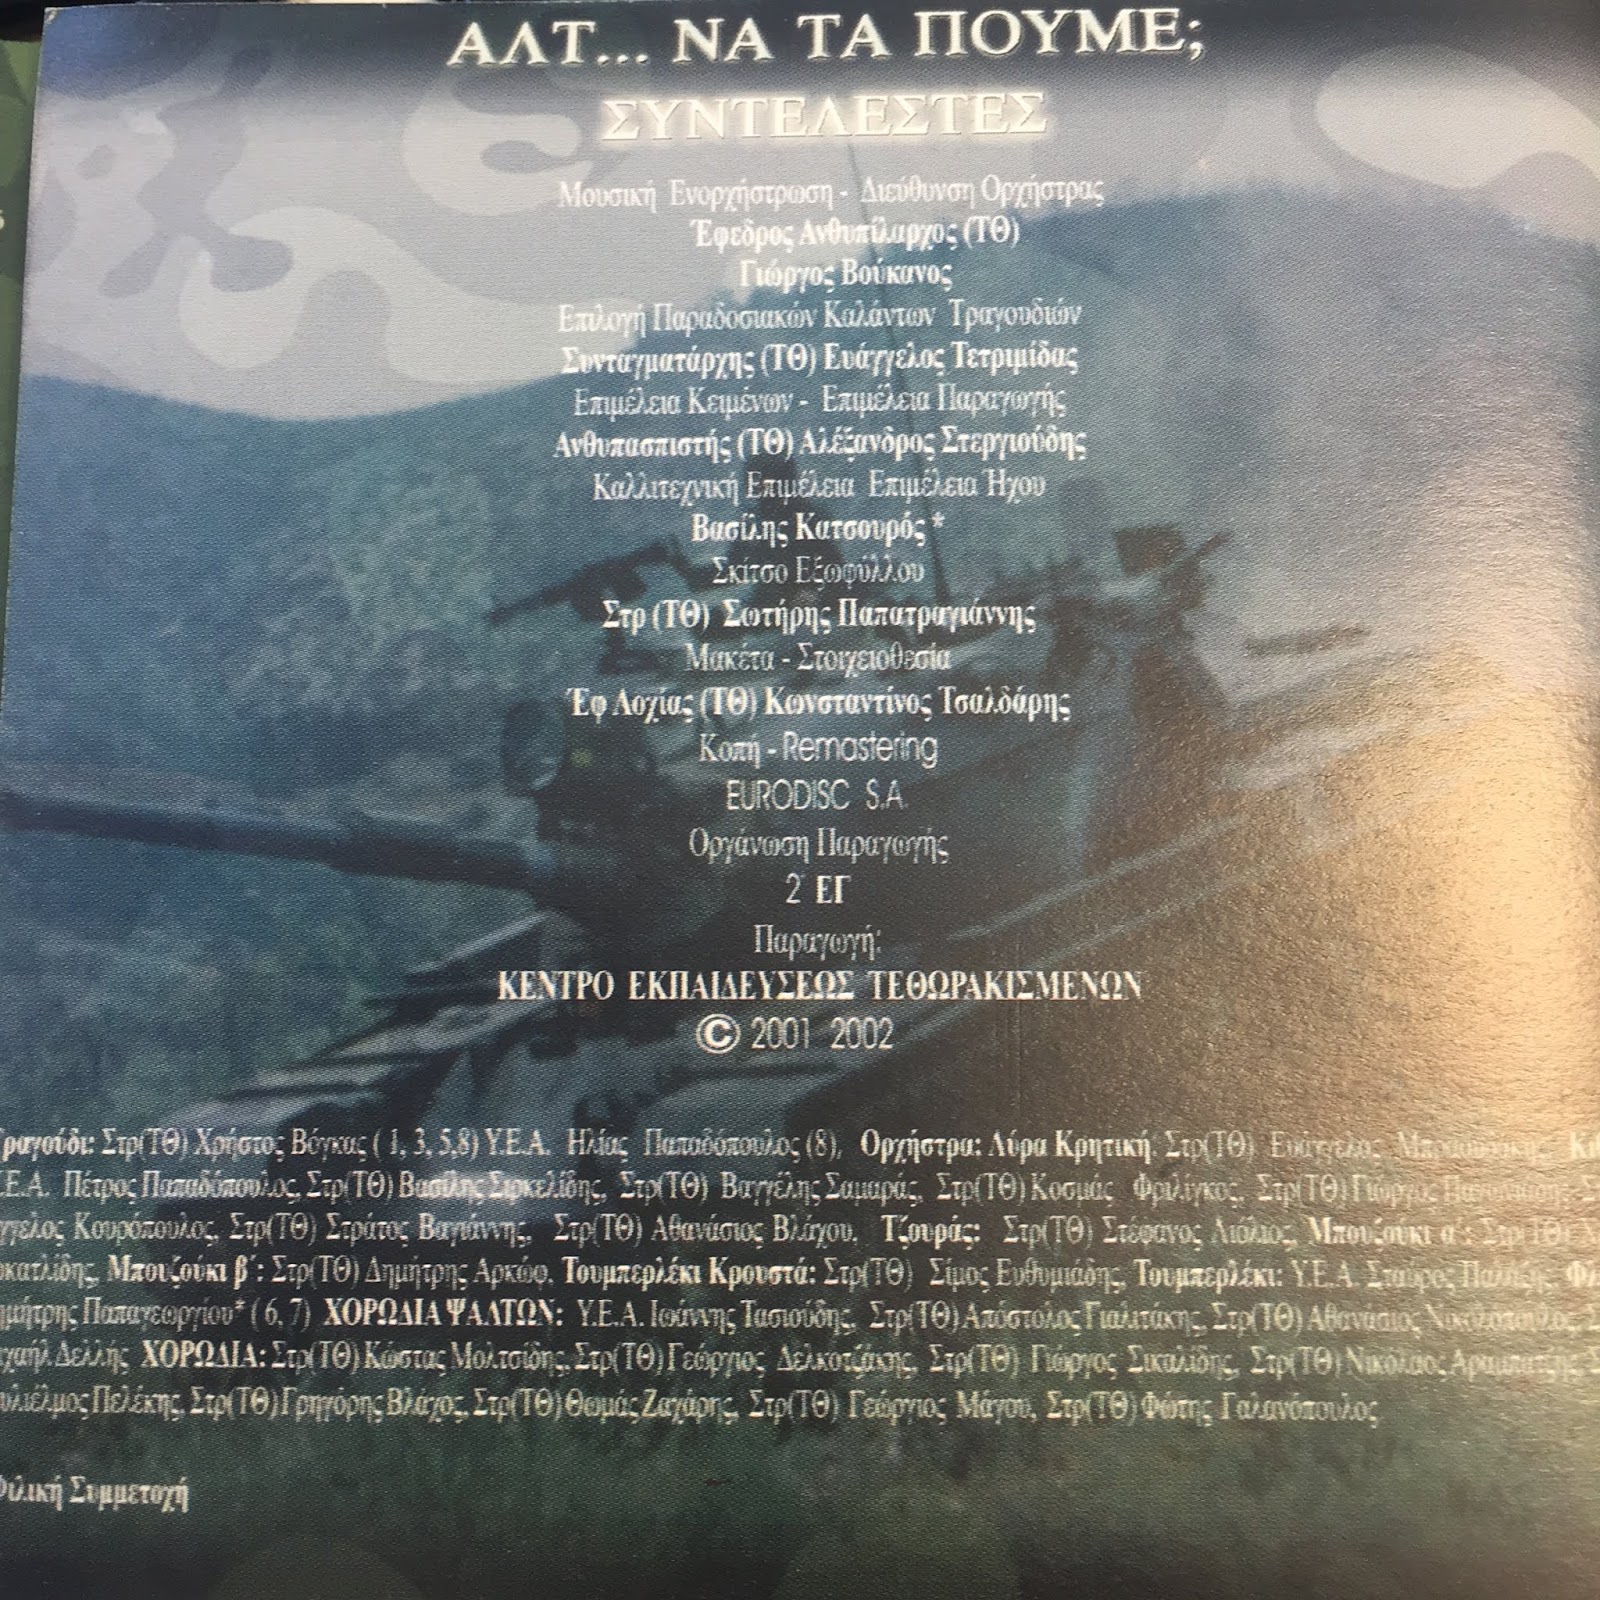 ΑΛΤ... ΝΑ ΤΑ ΠΟΥΜΕ;
ΣΥΝΤΕΛΕΣΤΕΣ
Μουσική Ενορχήστρωση - Διεύθυνση Ορχήστρας
Έφεδρος Ανθυπίλαρχος (ΤΘ)
Γιώργος Βούκανος
Επιλογή Παραδοσιακών Καλάντων Τραγουδιών
Συνταγματάρχης (ΤΘ) Ευάγγελος Τετριμίδας
Επιμέλεια Κειμένων - Επιμέλεια Παραγωγής
Ανθυπασπιστής (ΤΘ) Αλέξανδρος Στεργιούδης
Καλλιτεχνική Επιμέλεια Επιμέλεια Ήχου
Βασίλης Κατσουρός *
Σκίτσο Εξωφύλλου
Στρ (ΤΘ) Σωτήρης Παπατραγιάννης
Μακέτα - Στοιχειοθεσία
Έφ Λοχίας (ΤΘ) Κωνσταντίνος Τσαλδάρης
Κοπή - Remastering
EURODISC S.A.
Οργάνωση Παραγωγής
2 ΕΓ
Παραγωγή:
ΚΕΝΤΡΟ ΕΚΠΑΙΔΕΥΣΕΩΣ ΤΕΘΩΡΑΚΙΣΜΕΝΩΝ
© 2001 2002
ραγούδι: Στρ(ΤΘ) Χρήστος Βόγκας ( 1, 3, 5,8) Υ.Ε.Α. Ηλίας Παπαδόπουλος (8), Ορχήστρα: Λύρα Κρητική Στρ(ΤΘ) Ευάγγελος
.Ε.Α. Πέτρος Παπαδόπουλος, Στρ(ΤΘ) Βασίλης Σιρκελίδης, Στρ(ΤΘ) Βαγγέλης Σαμαράς, Στρ(ΤΘ) Κοσμάς Φριλίγκος, Στρ(ΤΘ) Γιώργος
γγελος Κουρόπουλος, Στρ(ΤΘ) Στράτος Βαγιάννης, Στρ(ΤΘ) Αθανάσιος Βλάχου, Τζουράς: Στρ(ΤΘ) Στέφανος Λιόλιος, Μπουζούκι α΄: Στρ(ΤΘ)
οκατλίδης, Μπουζούκι β΄: Στρ(ΤΘ) Δημήτρης Αρκώφ, Τουμπερλέκι Κρουστά: Στρ(ΤΘ) Σίμος Ευθυμιάδης, Τουμπερλέκι: Υ.Ε.Α. Σταύρος
ημήτρης Παπαγεωργίου* ( 6, 7) ΧΟΡΩΔΙΑ ΨΑΛΤΩΝ: Υ.Ε.Α. Ιωάννης Τασιούδης, Στρ(ΤΘ) Απόστολος Γιαλιτάκης, Στρ(ΤΘ) Αθανάσιος Νικολόπουλος,
ιχαήλ Δελλής ΧΟΡΩΔΙΑ: Στρ(ΤΘ) Κώστας Μολτσίδης, Στρ(ΤΘ) Γεώργιος Δελκοτζάκης, Στρ(ΤΘ) Γιώργος Σικαλίδης, Στρ(ΤΘ) Νικόλαος Αραμπατζής,
υλιέλμος Πελέκης, Στρ(ΤΘ) Γρηγόρης Βλάχος, Στρ(ΤΘ) Θωμάς Ζαχάρης, Στρ(ΤΘ) Γεώργιος Μάγου, Στρ(ΤΘ) Φώτης Γαλανόπουλος
Φιλική Συμμετοχή